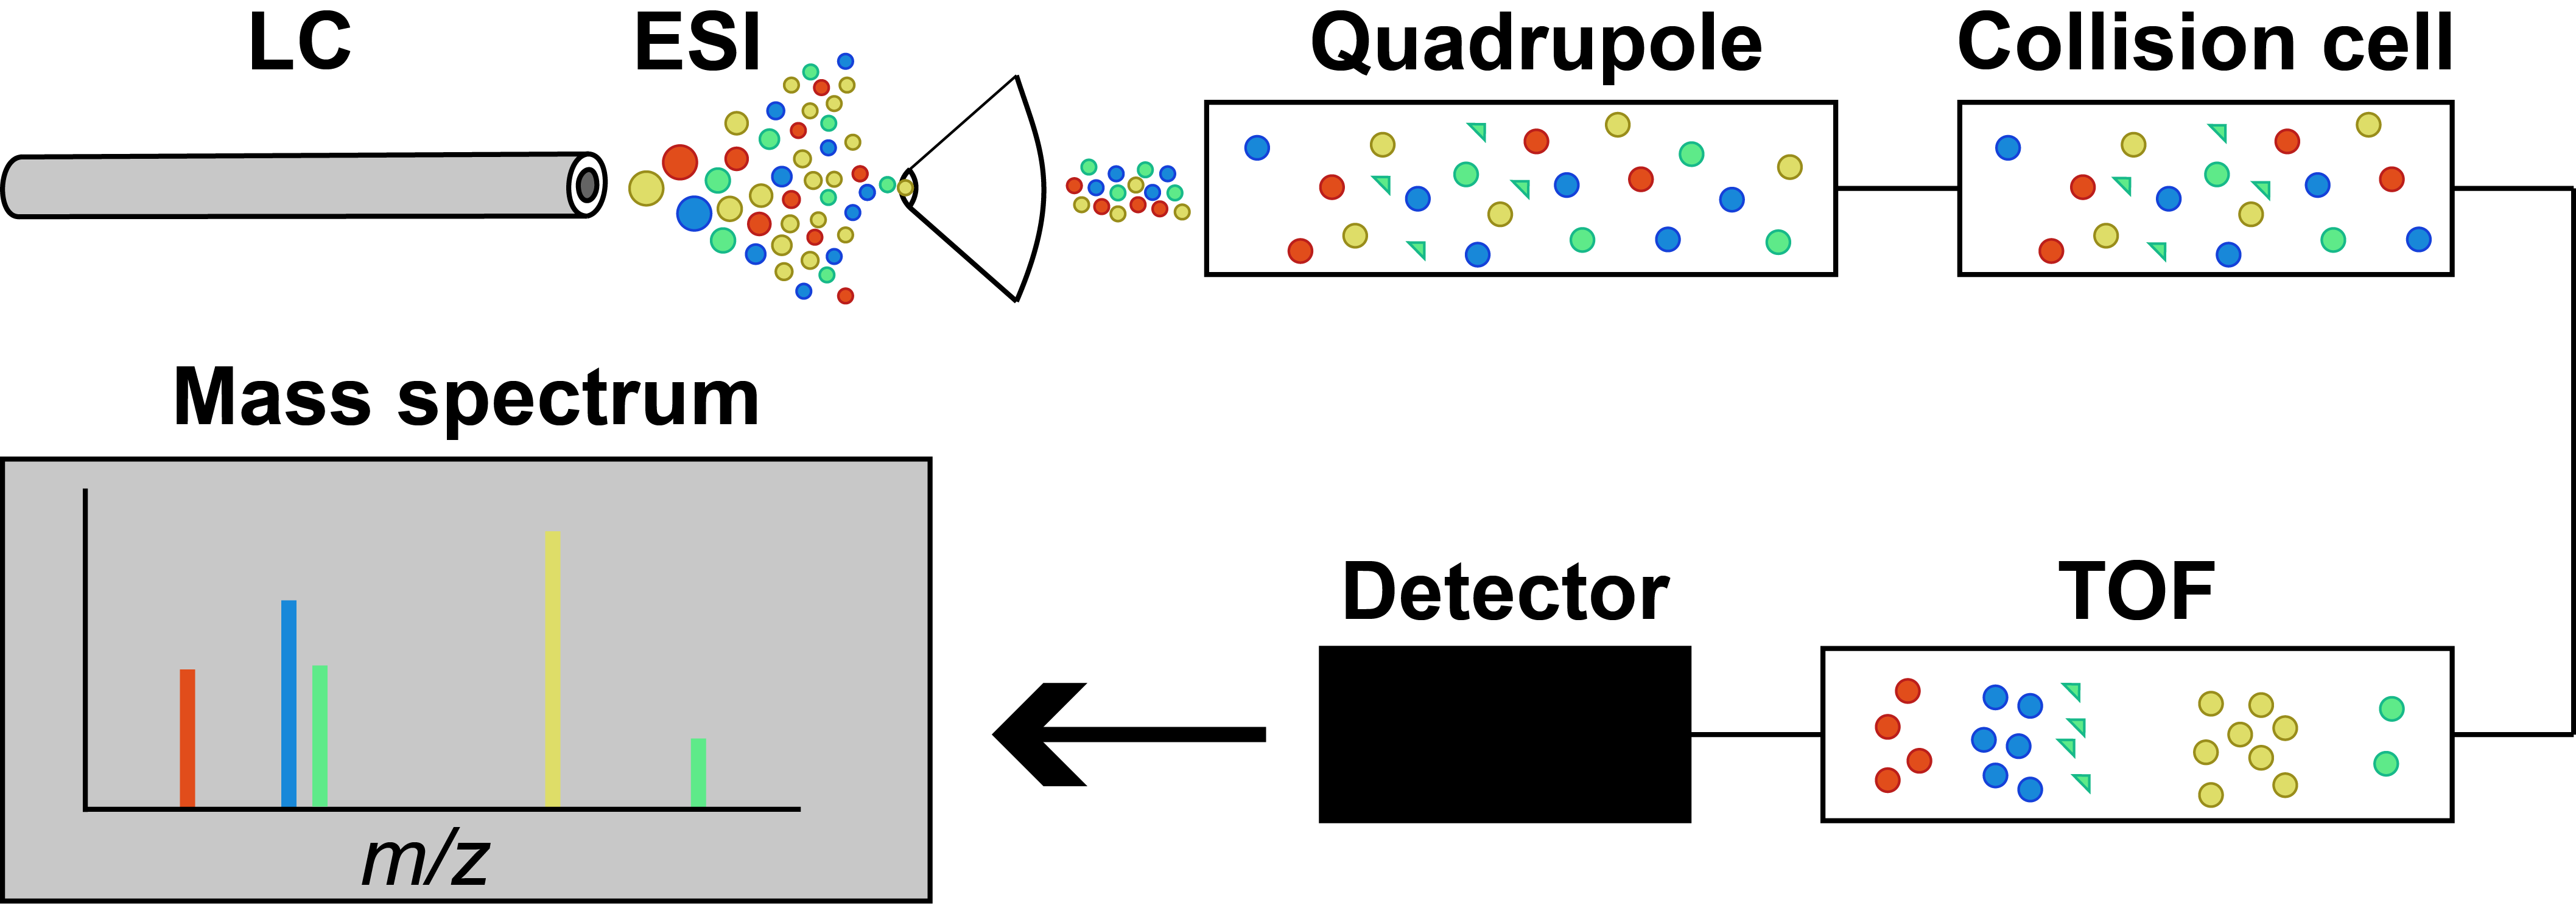 LC
ESI
Quadrupole
Collision cell
Mass spectrum
Detector
TOF
m/z